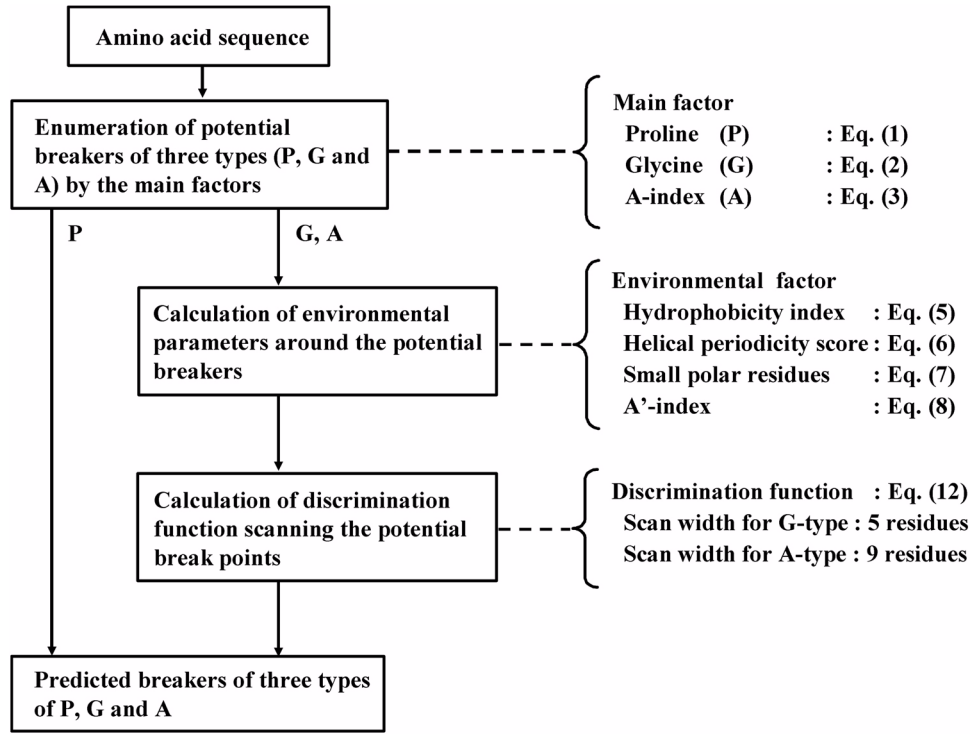 Amino acid sequence
Enumeration of potential
breakers of three types (P, G and
A) by the main factors
Main factor
Proline (P) : Eq. (1)
Glycine (G) : Eq. (2)
A-index (A) : Eq. (3)
P
G, A
Calculation of environmental
parameters around the potential
breakers
Environmental factor
Hydrophobicity index : Eq. (5)
Helical periodicity score : Eq. (6)
Small polar residues : Eq. (7)
A’-index : Eq. (8)
Calculation of discrimination
function scanning the potential
break points
Discrimination function : Eq. (12)
Scan width for G-type : 5 residues
Scan width for A-type : 9 residues
Predicted breakers of three types
of P, G and A